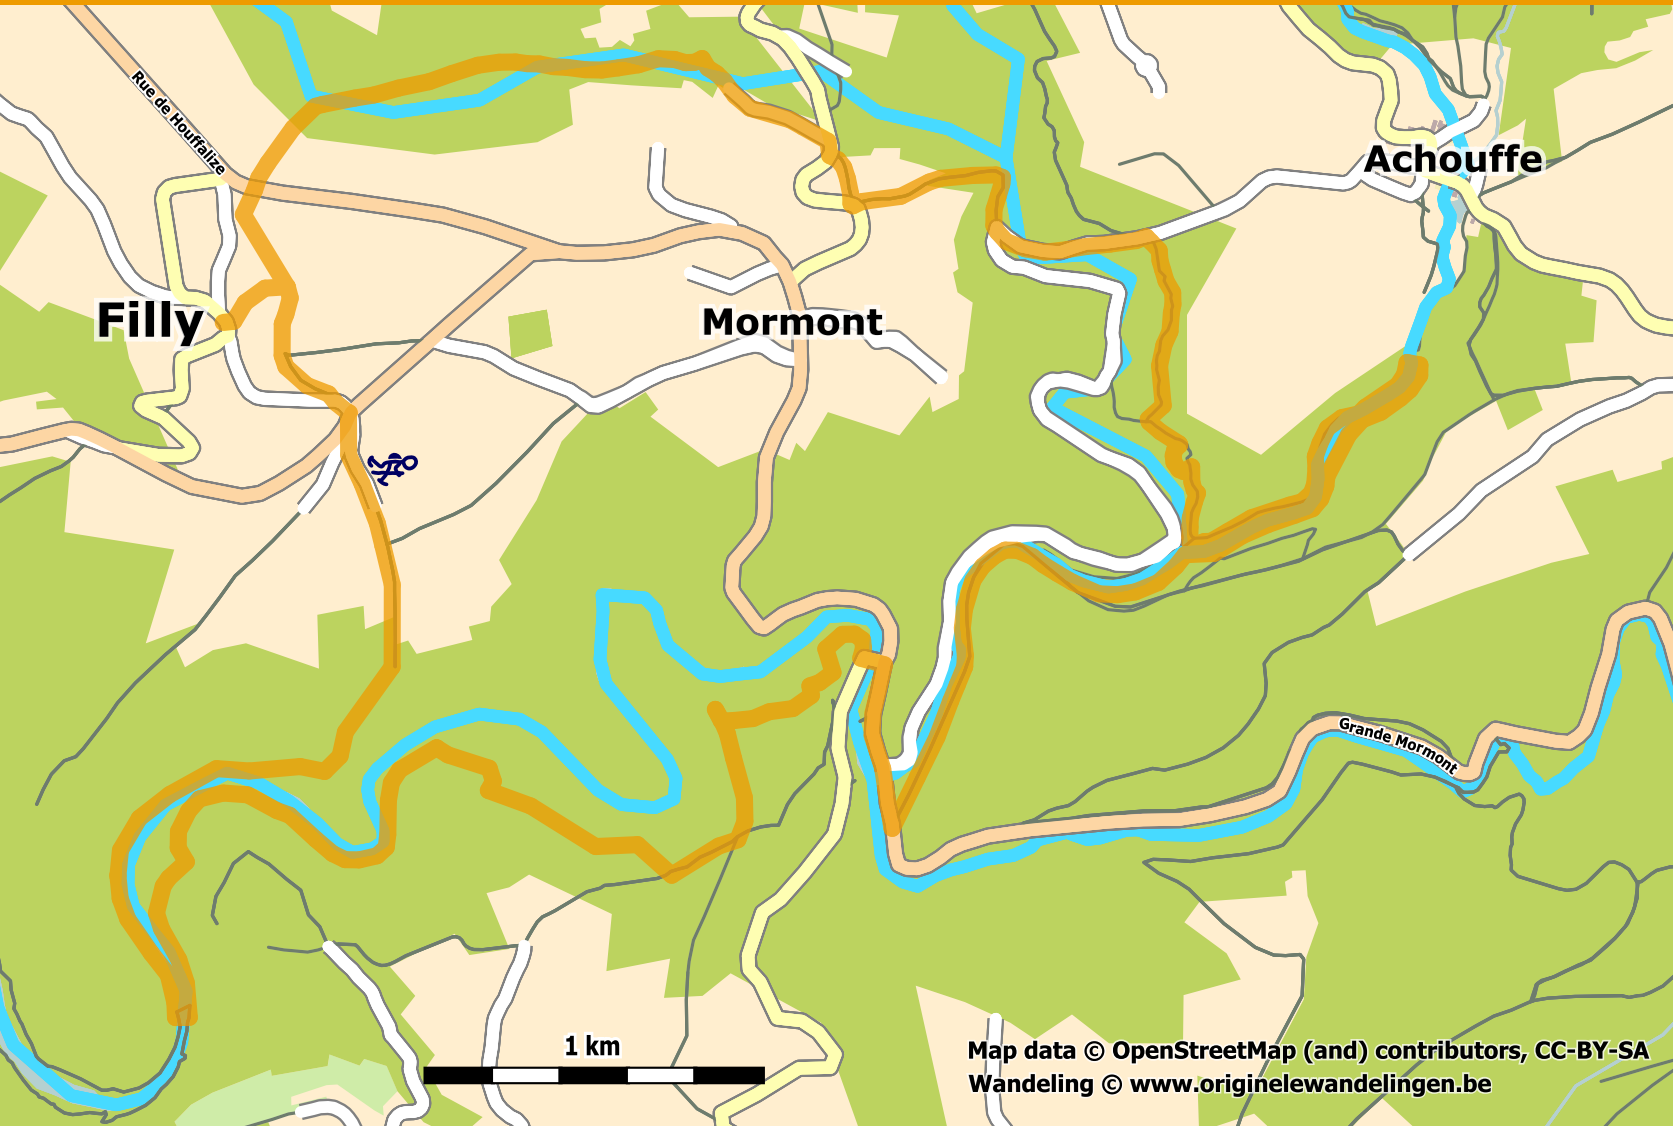 Rue de Houffalize
Achouffe
Filly
Mormont
Grande Mormont
1 km
Map data © OpenStreetMap (and) contributors, CC-BY-SA
Wandeling © www.originelewandelingen.be